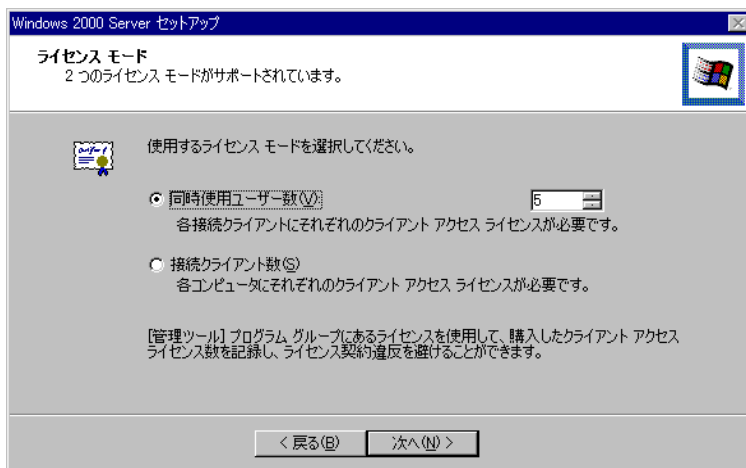 Windows 2000 Server セットアップ
ライセンス モード
2 つのライセンス モードがサポートされています。
使用するライセンス モードを選択してください。
同時使用ユーザー数(V): 5
各接続クライアントにそれぞれのクライアント アクセス ライセンスが必要です。
接続クライアント数(S)
各コンピュータにそれぞれのクライアント アクセス ライセンスが必要です。
[管理ツール] プログラム グループにあるライセンスを使用して、購入したクライアント アクセス
ライセンス数を記録し、ライセンス契約違反を避けることができます。
< 戻る(B) 次へ(N) >